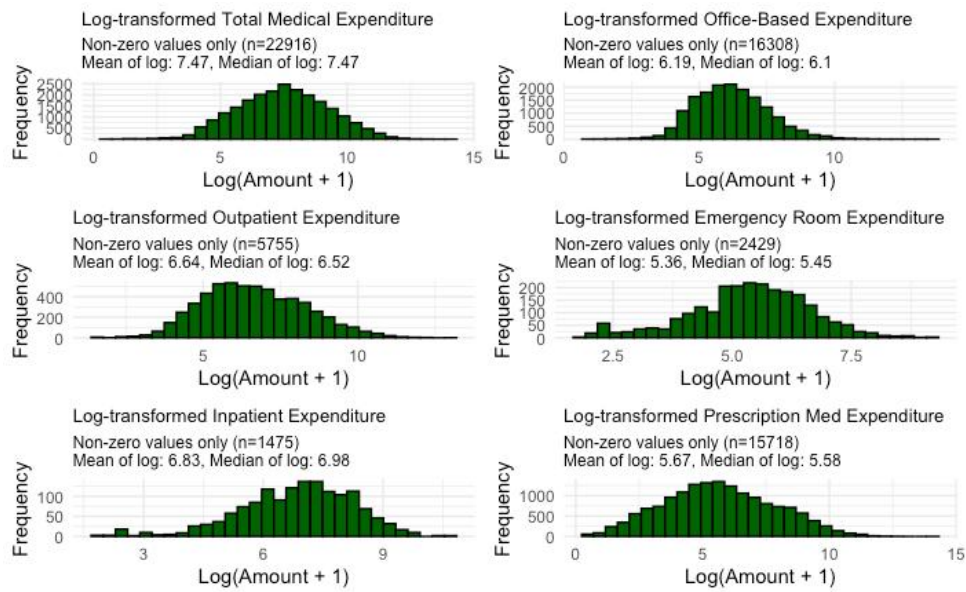 Log-transformed Total Medical Expenditure
Non-zero values only (n=22916)
Mean of log: 7.47, Median of log: 7.47
Frequency
2500
2000
1500
1000
500
0
0
5
10
15
Log(Amount + 1)
Log-transformed Office-Based Expenditure
Non-zero values only (n=16308)
Mean of log: 6.19, Median of log: 6.1
Frequency
2000
1500
1000
500
0
0
5
10
Log(Amount + 1)
Log-transformed Outpatient Expenditure
Non-zero values only (n=5755)
Mean of log: 6.64, Median of log: 6.52
Frequency
400
200
0
5
10
Log(Amount + 1)
Log-transformed Emergency Room Expenditure
Non-zero values only (n=2429)
Mean of log: 5.36, Median of log: 5.45
Frequency
200
150
100
50
0
2.5
5.0
7.5
Log(Amount + 1)
Log-transformed Inpatient Expenditure
Non-zero values only (n=1475)
Mean of log: 6.83, Median of log: 6.98
Frequency
100
50
0
3
6
9
Log(Amount + 1)
Log-transformed Prescription Med Expenditure
Non-zero values only (n=15718)
Mean of log: 5.67, Median of log: 5.58
Frequency
1000
500
0
0
5
10
15
Log(Amount + 1)